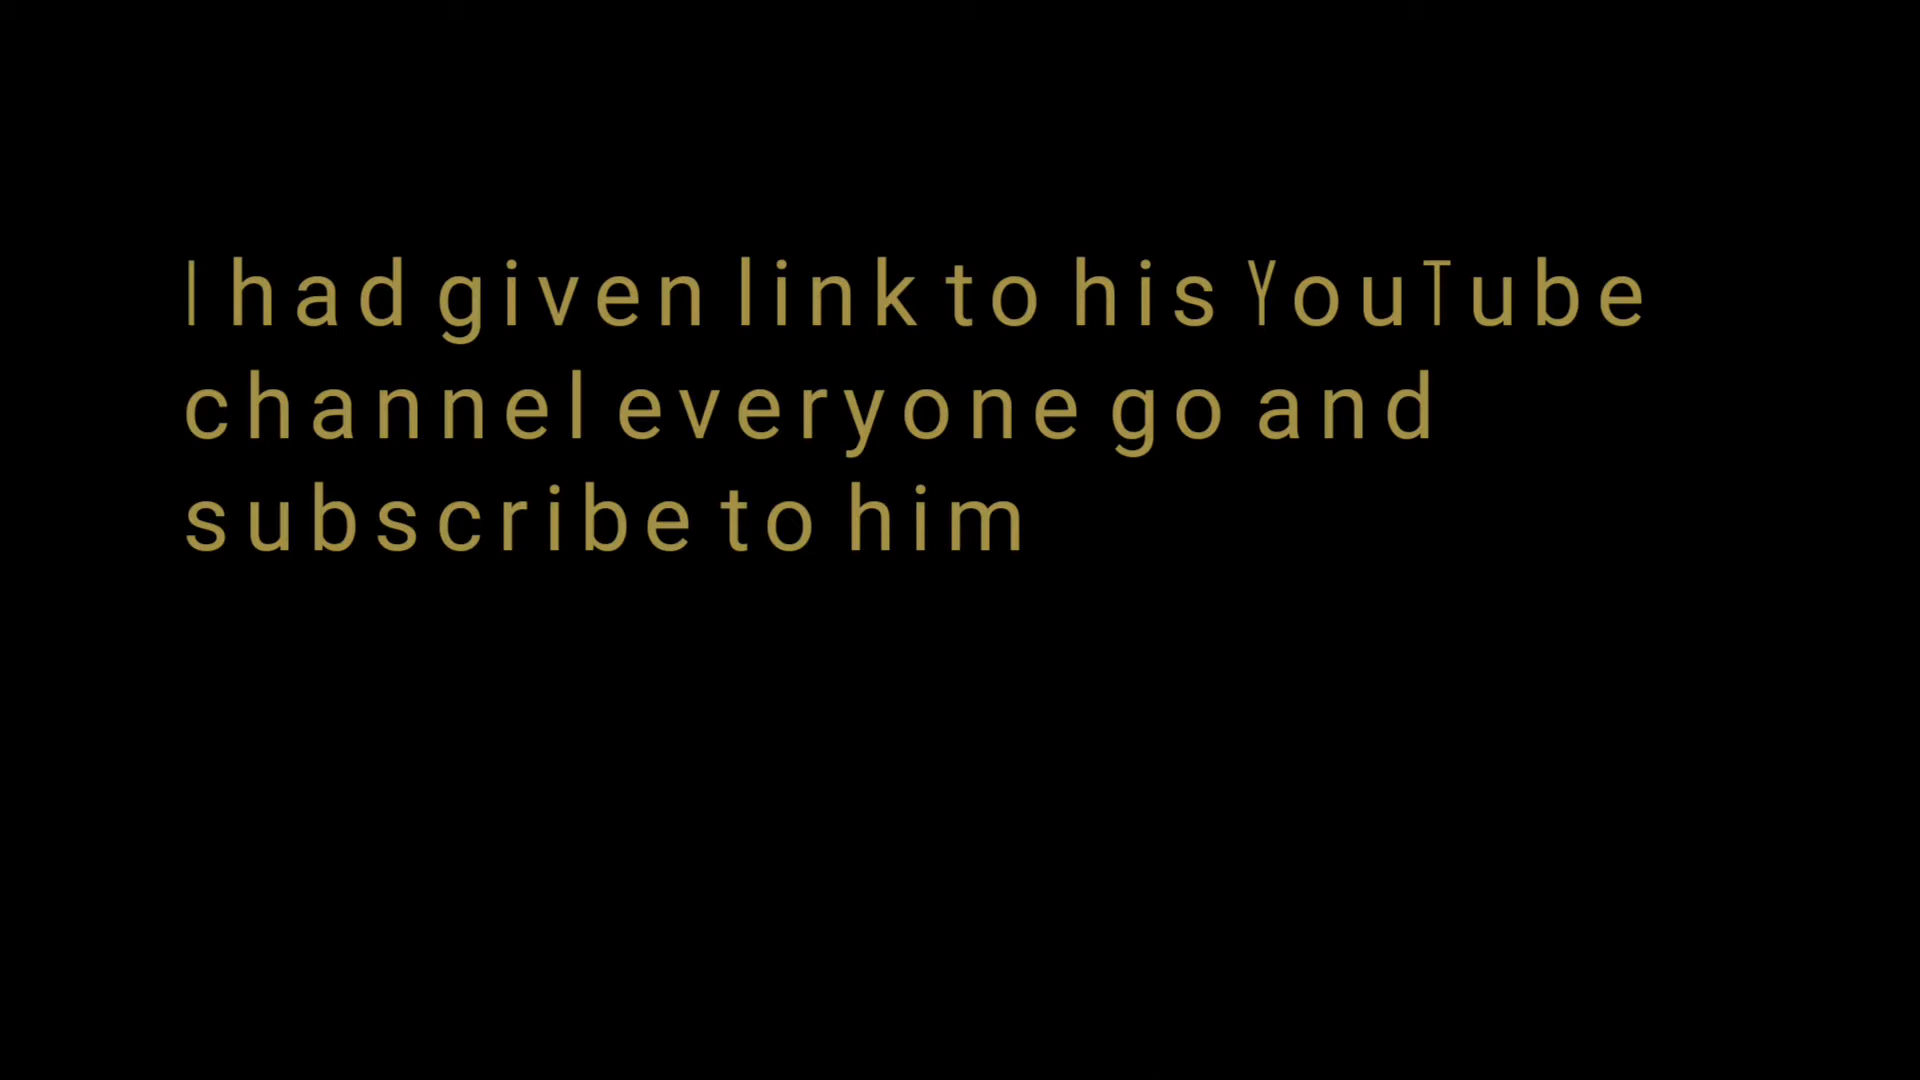 I had given link to his YouTube
channel everyone go and
subscribe to him